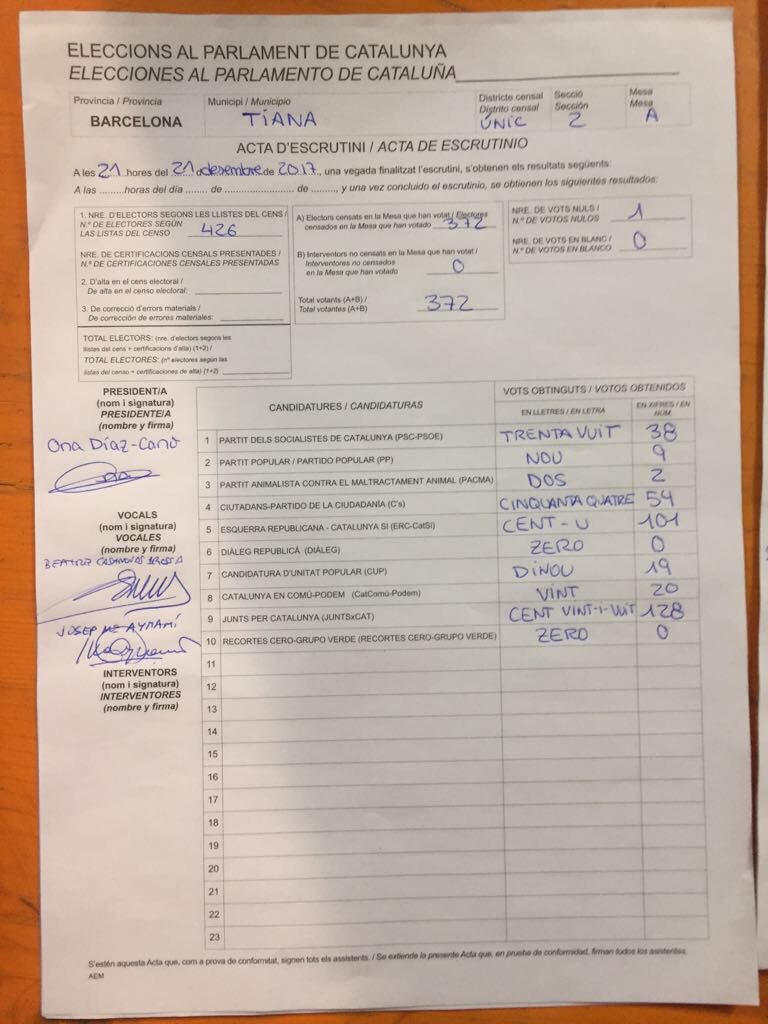 ELECCIONS AL PARLAMENT DE CATALUNYA
ELECCIONES AL PARLAMENTO DE CATALUÑA
Província / Provincia
BARCELONA
Municipi / Municipio
TIANA
Districte censal
Distrito censal
ÚNIC
Secció
Sección
2
Mesa
Mesa
A
ACTA D'ESCRUTINI / ACTA DE ESCRUTINIO
A les 21 hores del 21 desembre de 2017, una vegada finalitzat l'escrutini, s'obtenen els resultats següents:
A las .........horas del día ....... de ....................... de ......., y una vez concluido el escrutinio, se obtienen los siguientes resultados:
1. NRE. D'ELECTORS SEGONS LES LLISTES DEL CENS /
N.º DE ELECTORES SEGÚN
LAS LISTAS DEL CENSO 426
NRE. DE CERTIFICACIONS CENSALS PRESENTADES /
N.º DE CERTIFICACIONES CENSALES PRESENTADAS
2. D'alta en el cens electoral /
De alta en el censo electoral:
3. De correcció d'errors materials /
De corrección de errores materiales:
TOTAL ELECTORS: (nre. d'electors segons les
llistes del cens + certificacions d'alta) (1+2) /
TOTAL ELECTORES: (nº electores según las
listas del censo + certificaciones de alta) (1+2)
A) Electors censats en la Mesa que han votat / Electores
censados en la Mesa que han votado 372
B) Interventors no censats en la Mesa que han votat /
Interventores no censados
en la Mesa que han votado 0
Total votants (A+B) /
Total votantes (A+B) 372
NRE. DE VOTS NULS /
N.º DE VOTOS NULOS 1
NRE. DE VOTS EN BLANC /
N.º DE VOTOS EN BLANCO 0
PRESIDENT/A
(nom i signatura)
PRESIDENTE/A
(nombre y firma)
Ona Díaz-Cano
VOCALS
(nom i signatura)
VOCALES
(nombre y firma)
BEATRIZ CASANOVAS
JOSEP Mª AYRAMÍ
INTERVENTORS
(nom i signatura)
INTERVENTORES
(nombre y firma)
CANDIDATURES / CANDIDATURAS
VOTS OBTINGUTS / VOTOS OBTENIDOS
EN LLETRES / EN LETRA
EN XIFRES / EN NUM.
1 PARTIT DELS SOCIALISTES DE CATALUNYA (PSC-PSOE) TRENTA VUIT 38
2 PARTIT POPULAR / PARTIDO POPULAR (PP) NOU 9
3 PARTIT ANIMALISTA CONTRA EL MALTRACTAMENT ANIMAL (PACMA) DOS 2
4 CIUTADANS-PARTIDO DE LA CIUDADANÍA (C's) CINQUANTA QUATRE 54
5 ESQUERRA REPUBLICANA - CATALUNYA SI (ERC-CatSí) CENT-U 101
6 DIÀLEG REPUBLICÀ (DIÀLEG) ZERO 0
7 CANDIDATURA D'UNITAT POPULAR (CUP) DINOU 19
8 CATALUNYA EN COMÚ-PODEM (CatComú-Podem) VINT 20
9 JUNTS PER CATALUNYA (JUNTSxCAT) CENT VINT-I-VUIT 128
10 RECORTES CERO-GRUPO VERDE (RECORTES CERO-GRUPO VERDE) ZERO 0
11
12
13
14
15
16
17
18
19
20
21
22
23
S'estén aquesta Acta que, com a prova de conformitat, signen tots els assistents. / Se extiende la presente Acta que, en prueba de conformidad, firman todos los asistentes.
AEM